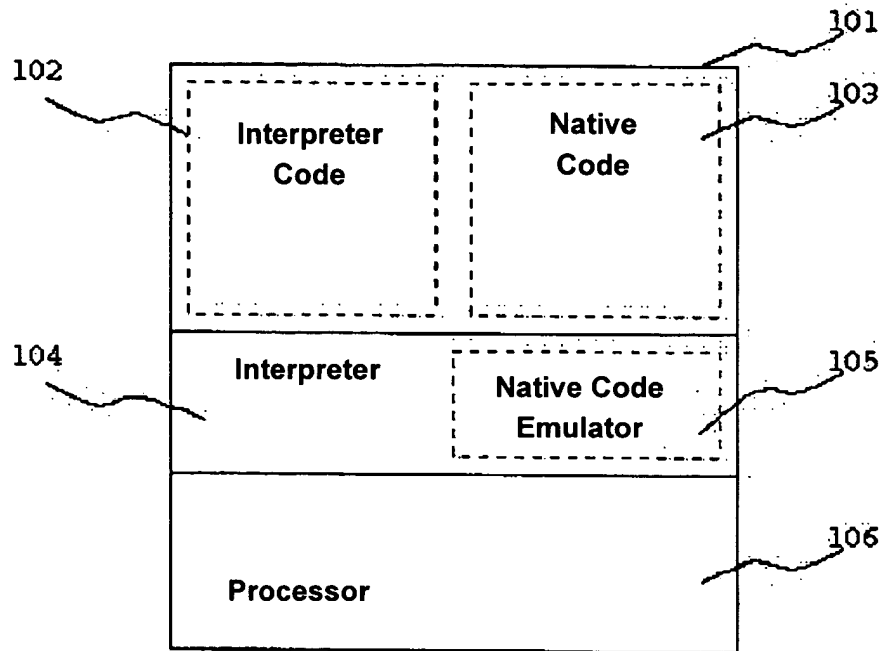 101
102
103
Interpreter
Code
Native
Code
104
105
Interpreter
Native Code
Emulator
106
Processor